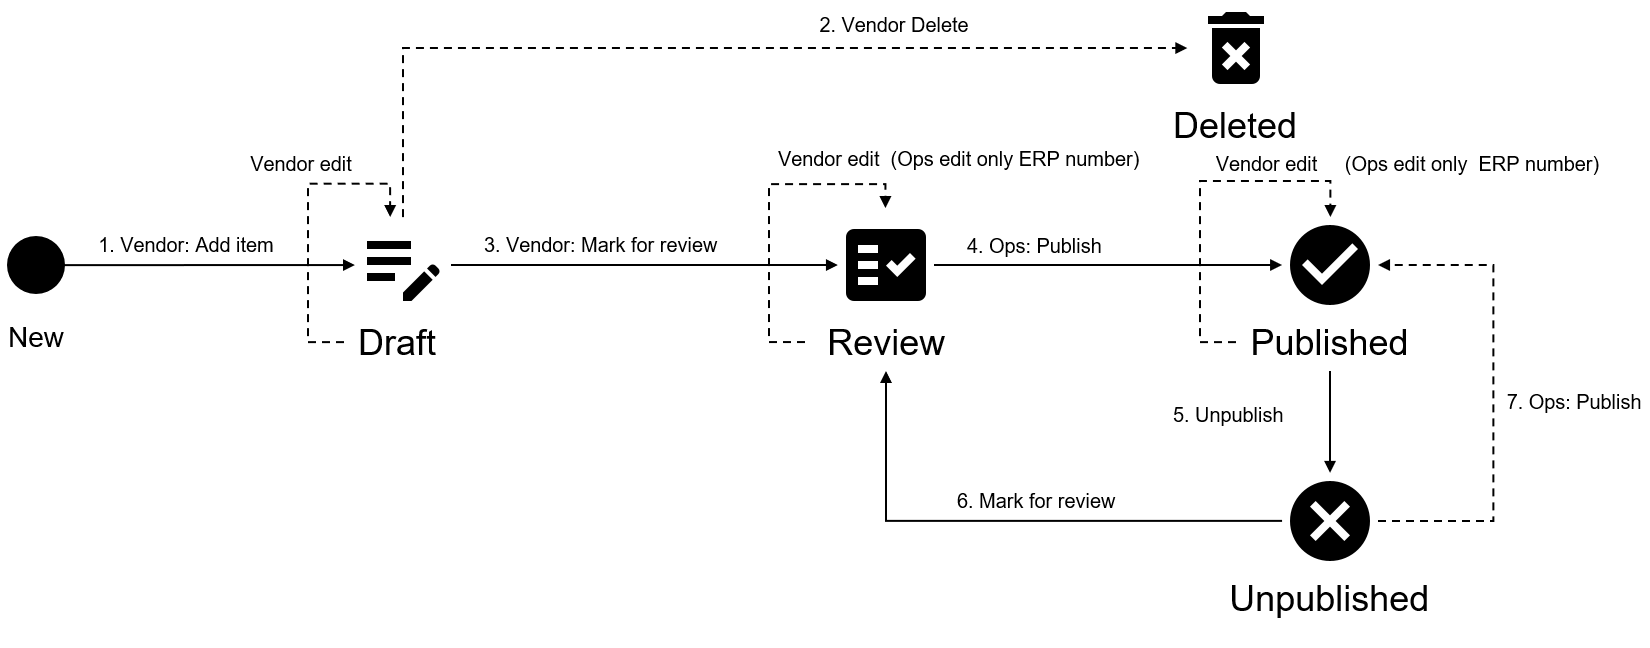 2. Vendor Delete
Deleted
Vendor edit
Vendor edit  (Ops edit only ERP number)
Vendor edit
(Ops edit only  ERP number)
1. Vendor: Add item
3. Vendor: Mark for review
4. Ops: Publish
New
Draft
Review
Published
5. Unpublish
7. Ops: Publish
6. Mark for review
Unpublished